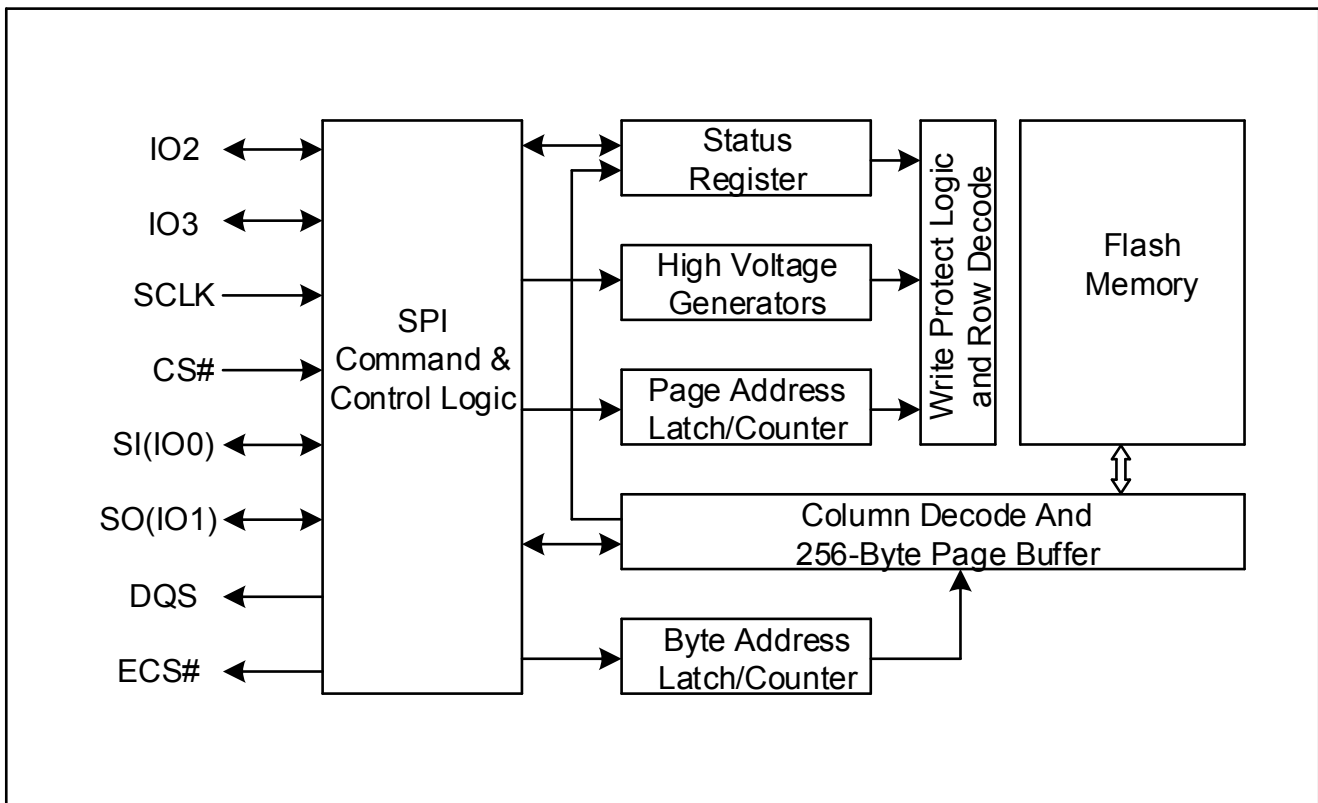 IO2
IO3
SCLK
CS#
SI(IO0)
SO(IO1)
DQS
ECS#
SPI
Command &
Control Logic
Status
Register
High Voltage
Generators
Page Address
Latch/Counter
Write Protect Logic
and Row Decode
Flash
Memory
Column Decode And
256-Byte Page Buffer
Byte Address
Latch/Counter